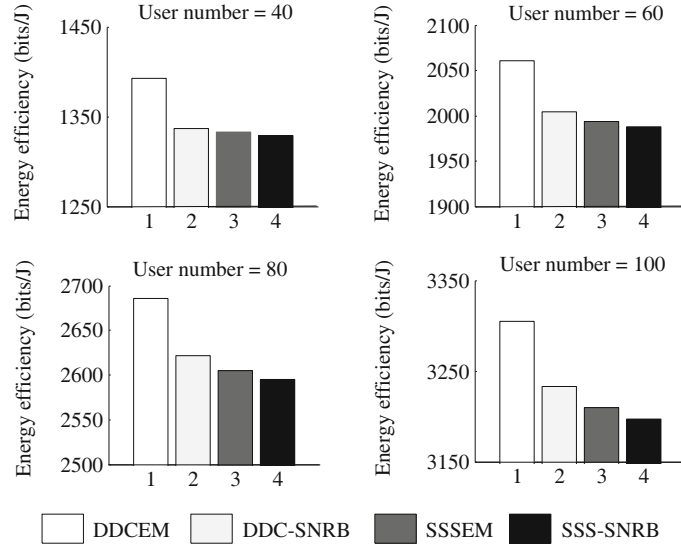 User number = 40
Energy efficiency (bits/J)
1450
1350
1250
1 2 3 4
User number = 60
Energy efficiency (bits/J)
2100
2050
2000
1950
1900
1 2 3 4
User number = 80
Energy efficiency (bits/J)
2700
2650
2600
2550
2500
1 2 3 4
User number = 100
Energy efficiency (bits/J)
3350
3250
3150
1 2 3 4
DDCEM DDC-SNRB SSSEM SSS-SNRB